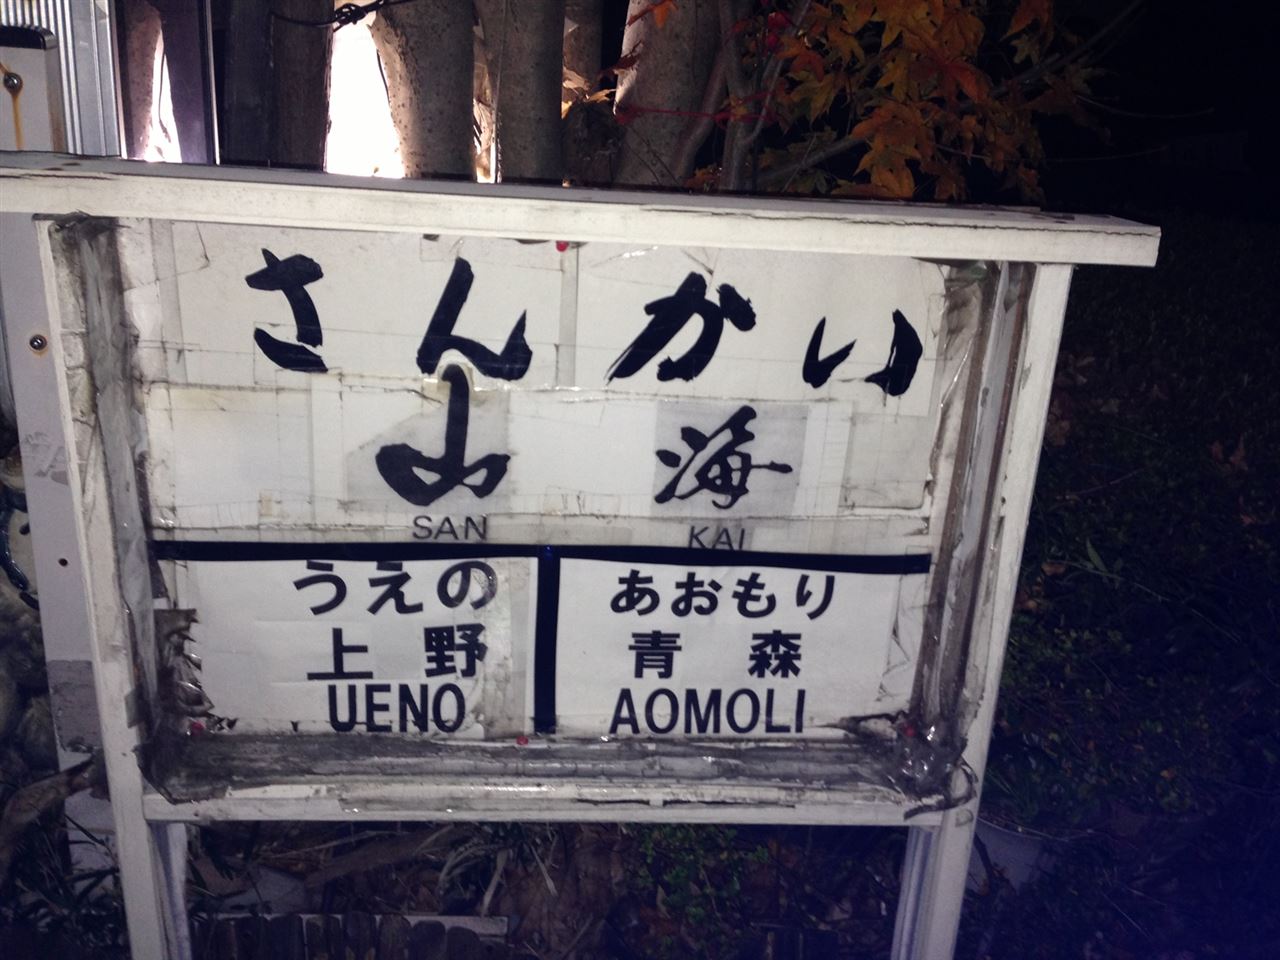 さんかい
山 海
SAN KAI
うえの
上 野
UENO
あおもり
青 森
AOMOLI